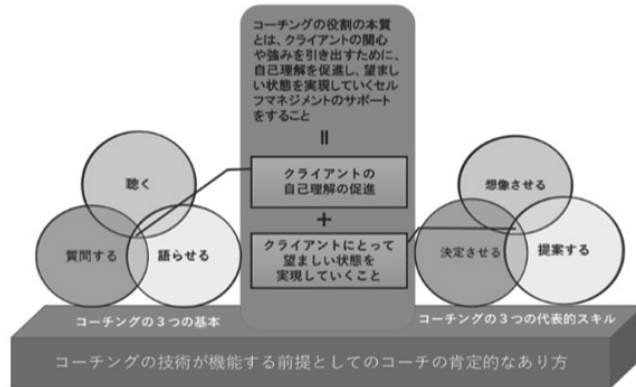 コーチングの役割の本質
とは、クライアントの関心
や強みを引き出すために、
自己理解を促進し、望まし
い状態を実現していくセル
フマネジメントのサポート
をすること
=
クライアントの
自己理解の促進
+
クライアントにとって
望ましい状態を
実現していくこと
聴く
質問する
語らせる
想像させる
決定させる
提案する
コーチングの3つの基本
コーチングの3つの代表的スキル
コーチングの技術が機能する前提としてのコーチの肯定的なあり方